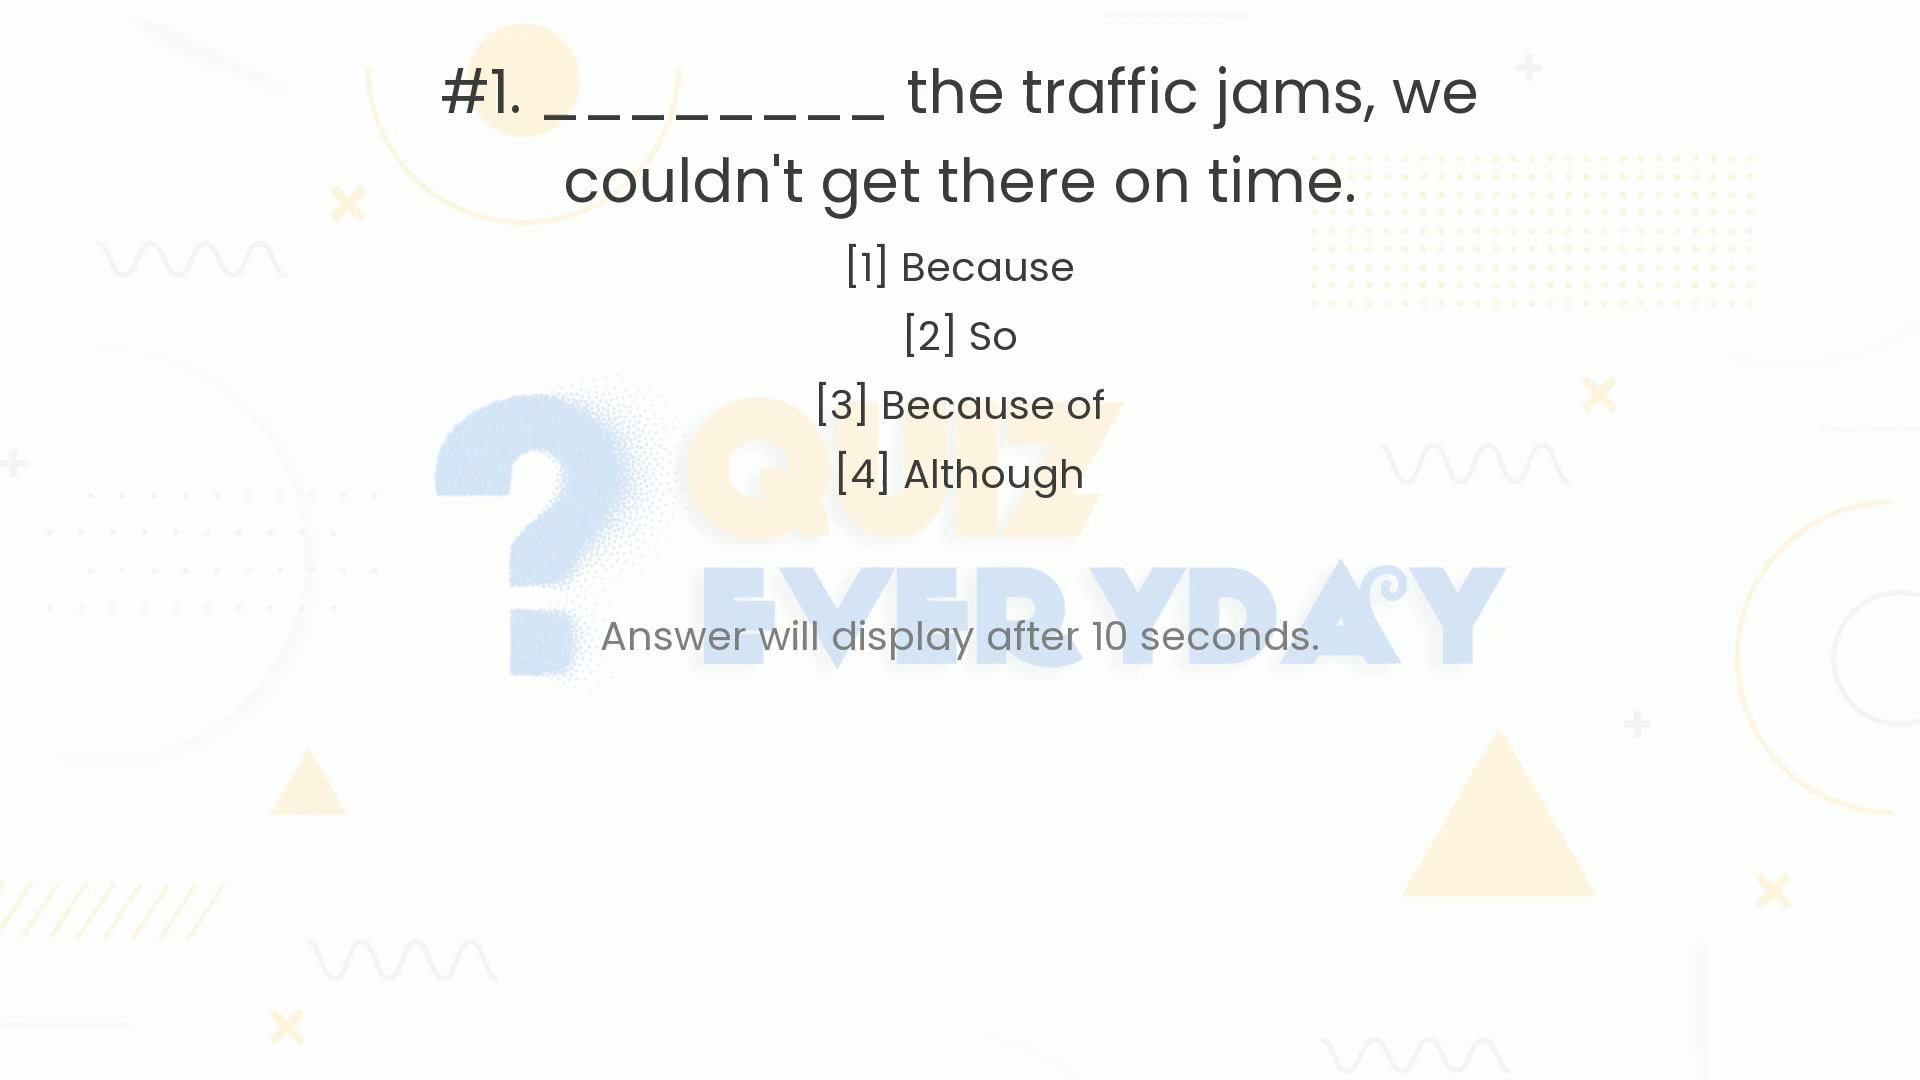 #1. ________ the traffic jams, we
couldn't get there on time.
[1] Because
[2] So
[3] Because of
[4] Although
QUIZ
EVERYDAY
Answer will display after 10 seconds.